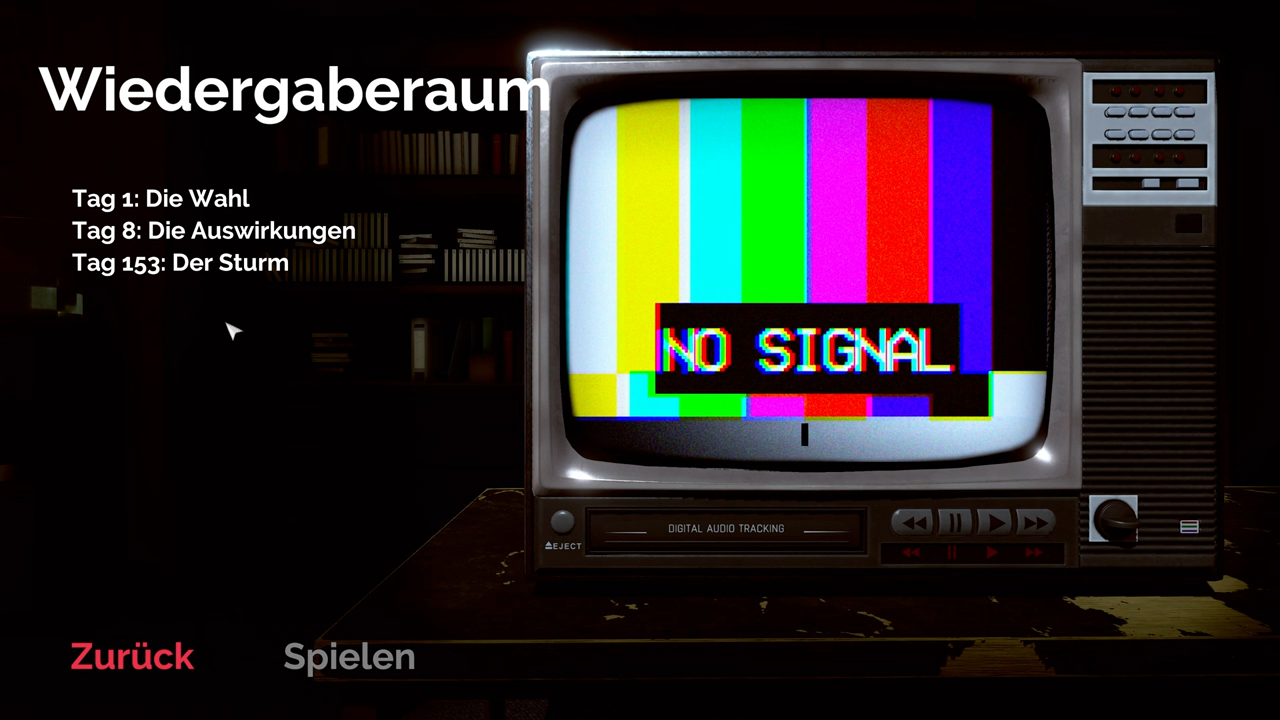 Wiedergaberaum
Tag 1: Die Wahl
Tag 8: Die Auswirkungen
Tag 153: Der Sturm
NO SIGNAL
DIGITAL AUDIO TRACKING
EJECT
Zurück
Spielen